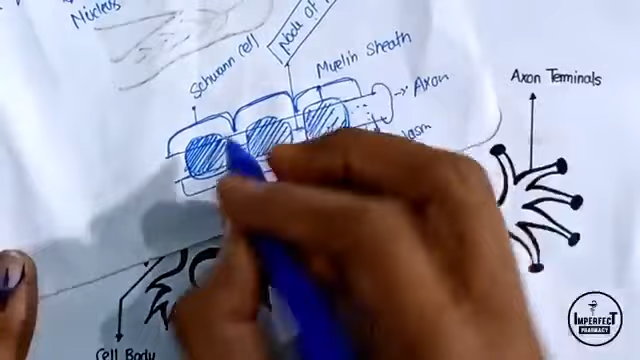 Nucleus
Schwann cell
Node of
Myelin Sheath
Axon
Axon Terminals
Cell Body
IMPERFECT
PHARMACY